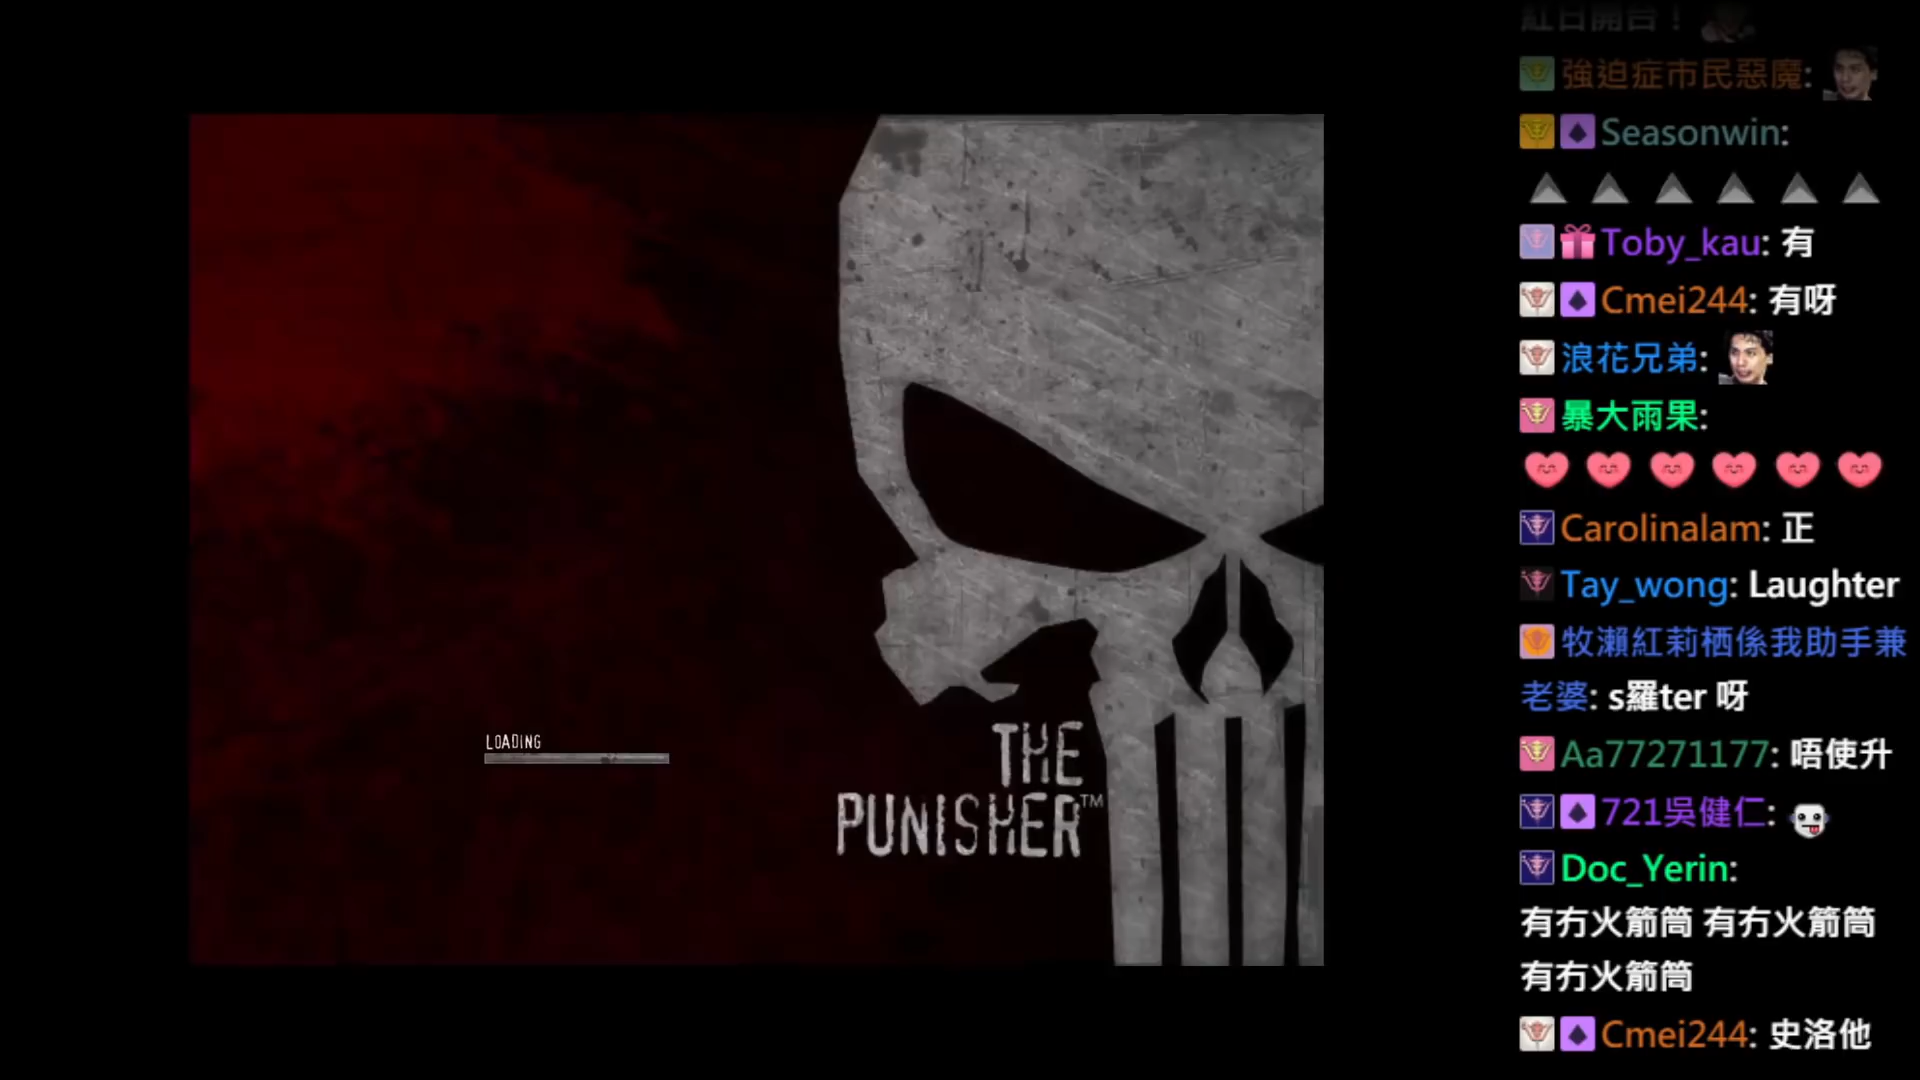 LOADING
THE
PUNISHER™
紅日開台！
強迫症市民惡魔:
Seasonwin:
Toby_kau: 有
Cmei244: 有呀
浪花兄弟:
暴大雨果:
Carolinalam: 正
Tay_wong: Laughter
牧瀨紅莉栖係我助手兼
老婆: s羅ter 呀
Aa77271177: 唔使升
721吳健仁:
Doc_Yerin:
有冇火箭筒 有冇火箭筒
有冇火箭筒
Cmei244: 史洛他